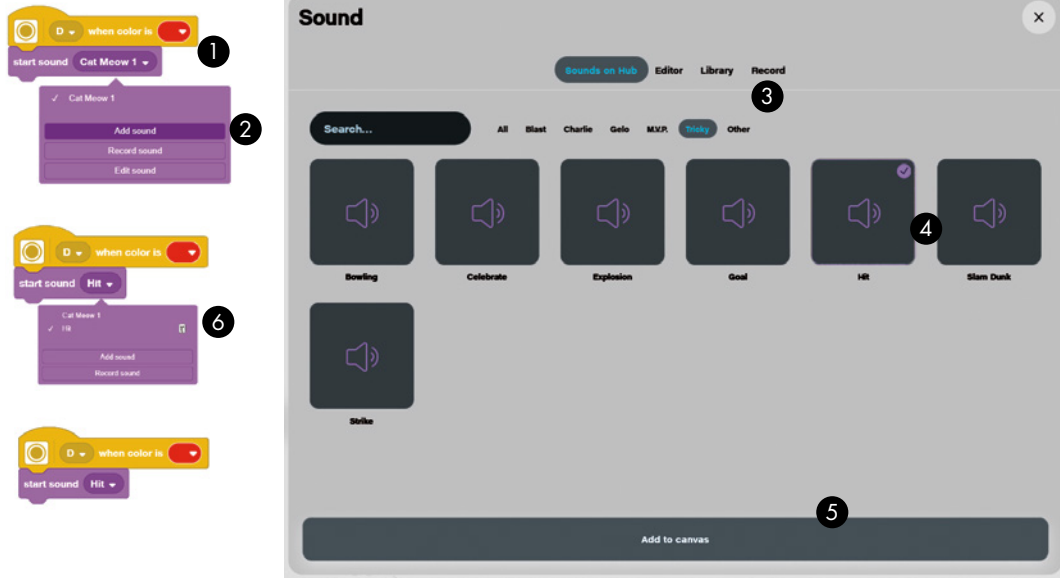 D when color is
1
start sound Cat Meow 1
✓ Cat Meow 1
Add sound
2
Record sound
Edit sound
D when color is
start sound Hit
Cat Meow 1
✓ Hit
6
Add sound
Record sound
D when color is
start sound Hit
Sound
Sounds on Hub Editor Library Record
3
Search... All Blast Charlie Gelo M.V.P. Tricky Other
4
Bowling Celebrate Explosion Goal Hit Slam Dunk
Strike
5
Add to canvas